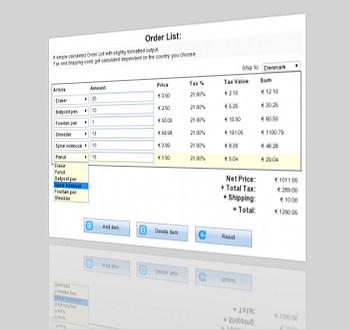 Order List:
A simple calculated Order List with slightly formatted output.
Tax and Shipping costs get calculated dependent on the country you choose.
Ship to: Denmark
Article Amount Price Tax % Tax Value Sum
Eraser 20 € 0.50 21.00% € 2.10 € 12.10
Ballpoint pen 10 € 2.50 21.00% € 5.25 € 30.25
Fountain pen 1 € 50.00 21.00% € 10.50 € 60.50
Shredder 13 € 69.98 21.00% € 191.05 € 1100.79
Spiral notebook 10 € 3.99 21.00% € 8.38 € 48.28
Pencil 16 € 1.50 21.00% € 5.04 € 29.04
Eraser
Pencil
Ballpoint pen
Spiral notebook
Fountain pen
Shredder
Net Price: € 1011.95
+ Total Tax: € 269.00
+ Shipping: € 10.00
= Total: € 1290.95
Add item
Delete item
Reset